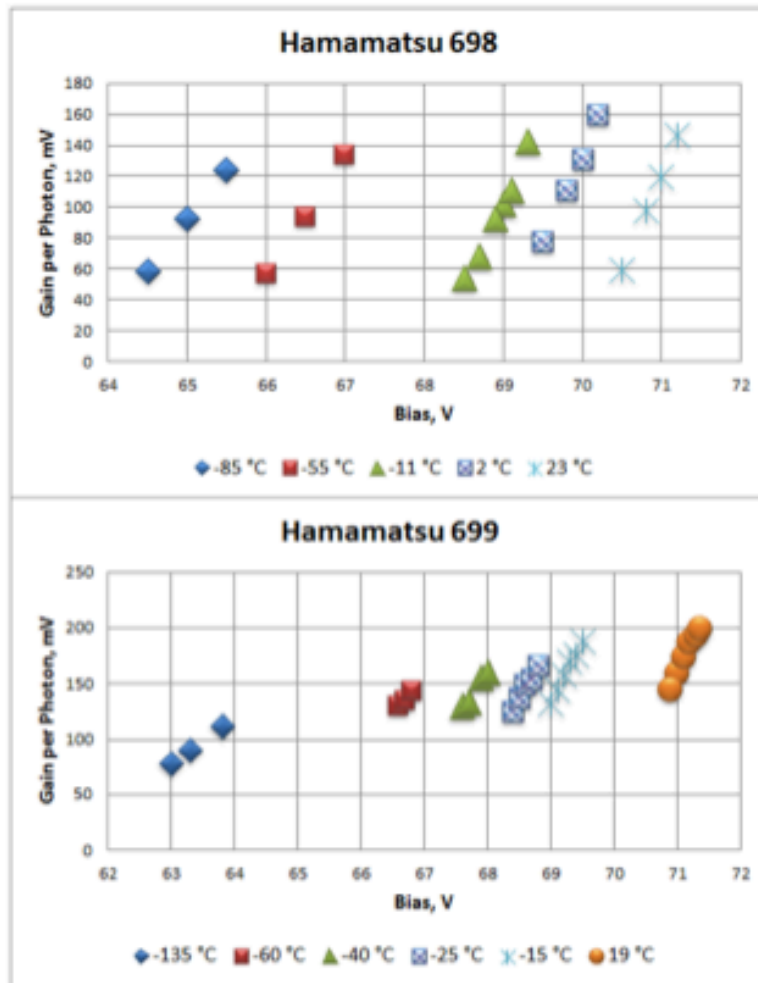 Hamamatsu 698
Gain per Photon, mV
180
160
140
120
100
80
60
40
20
0
64 65 66 67 68 69 70 71 72
Bias, V
-85 °C -55 °C -11 °C 2 °C 23 °C
Hamamatsu 699
Gain per Photon, mV
250
200
150
100
50
0
62 63 64 65 66 67 68 69 70 71 72
Bias, V
-135 °C -60 °C -40 °C -25 °C -15 °C 19 °C